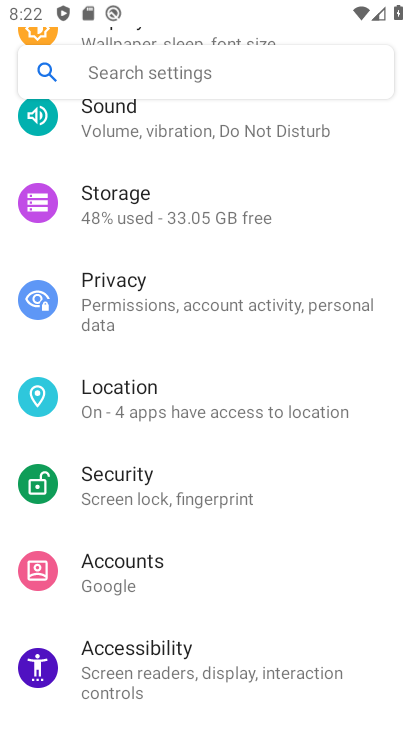 8:22
Wallpaper, sleep, font size
Search settings
Sound
Volume, vibration, Do Not Disturb
Storage
48% used - 33.05 GB free
Privacy
Permissions, account activity, personal
data
Location
On - 4 apps have access to location
Security
Screen lock, fingerprint
Accounts
Google
Accessibility
Screen readers, display, interaction
controls